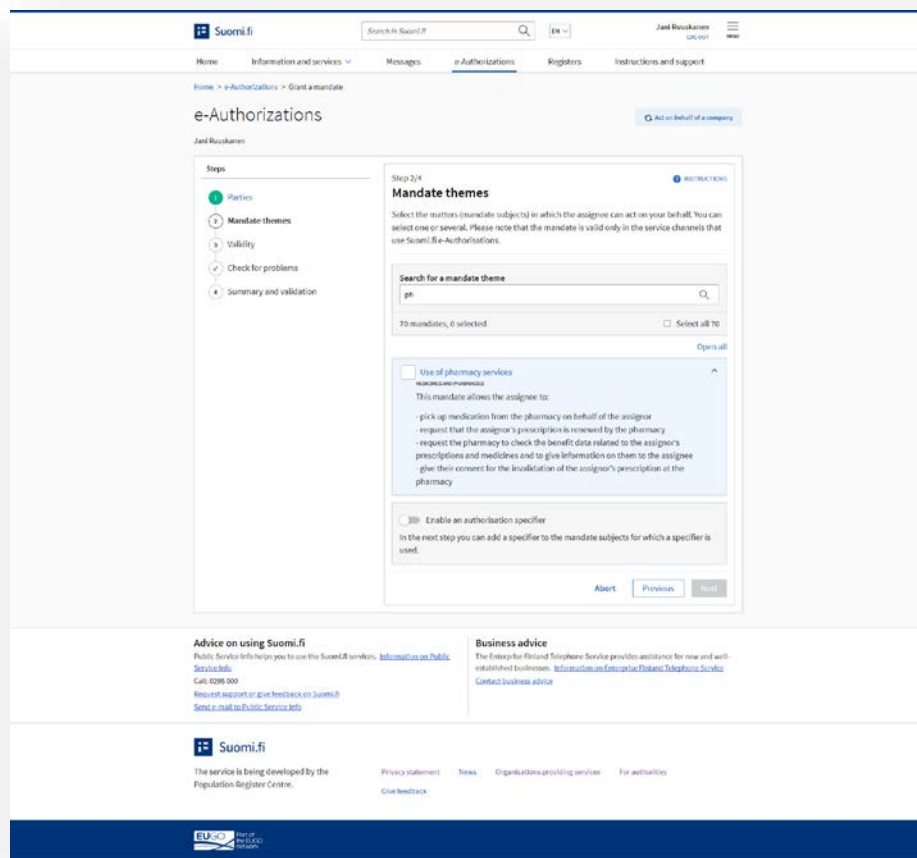 Suomi.fi
Search in Suomi.fi
EN
Jani Ruuskanen
LOG OUT
MENU
Home
Information and services
Messages
e-Authorizations
Registers
Instructions and support
Home > e-Authorizations > Grant a mandate
e-Authorizations
Act on behalf of a company
Jani Ruuskanen
Steps
1 Parties
2 Mandate themes
3 Validity
✓ Check for problems
4 Summary and validation
Step 2/4
INSTRUCTIONS
Mandate themes
Select the matters (mandate subjects) in which the assignee can act on your behalf. You can
select one or several. Please note that the mandate is valid only in the service channels that
use Suomi.fi e-Authorisations.
Search for a mandate theme
ph
70 mandates, 0 selected
Select all 70
Open all
Use of pharmacy services
MEDICINES AND PHARMACIES
This mandate allows the assignee to:
- pick up medication from the pharmacy on behalf of the assignor
- request that the assignor's prescription is renewed by the pharmacy
- request the pharmacy to check the benefit data related to the assignor's
prescriptions and medicines and to give information on them to the assignee
- give their consent for the invalidation of the assignor's prescription at the
pharmacy
Enable an authorisation specifier
In the next step you can add a specifier to the mandate subjects for which a specifier is
used.
Abort
Previous
Next
Advice on using Suomi.fi
Public Service Info helps you to use the Suomi.fi services. Information on Public
Service Info
Call: 0295 000
Request support or give feedback on Suomi.fi
Send e-mail to Public Service Info
Business advice
The Enterprise Finland Telephone Service provides assistance for new and well-
established businesses. Information on Enterprise Finland Telephone Service
Contact business advice
Suomi.fi
The service is being developed by the
Population Register Centre.
Privacy statement
News
Organisations providing services
For authorities
Give feedback
EUGO
Part of
the EUGO
Network